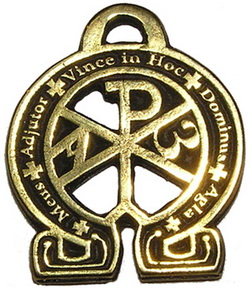 ✚ Meus ✚ Adjutor ✚ Vince in Hoc ✚ Dominus ✚ Agla ✚
A P ω